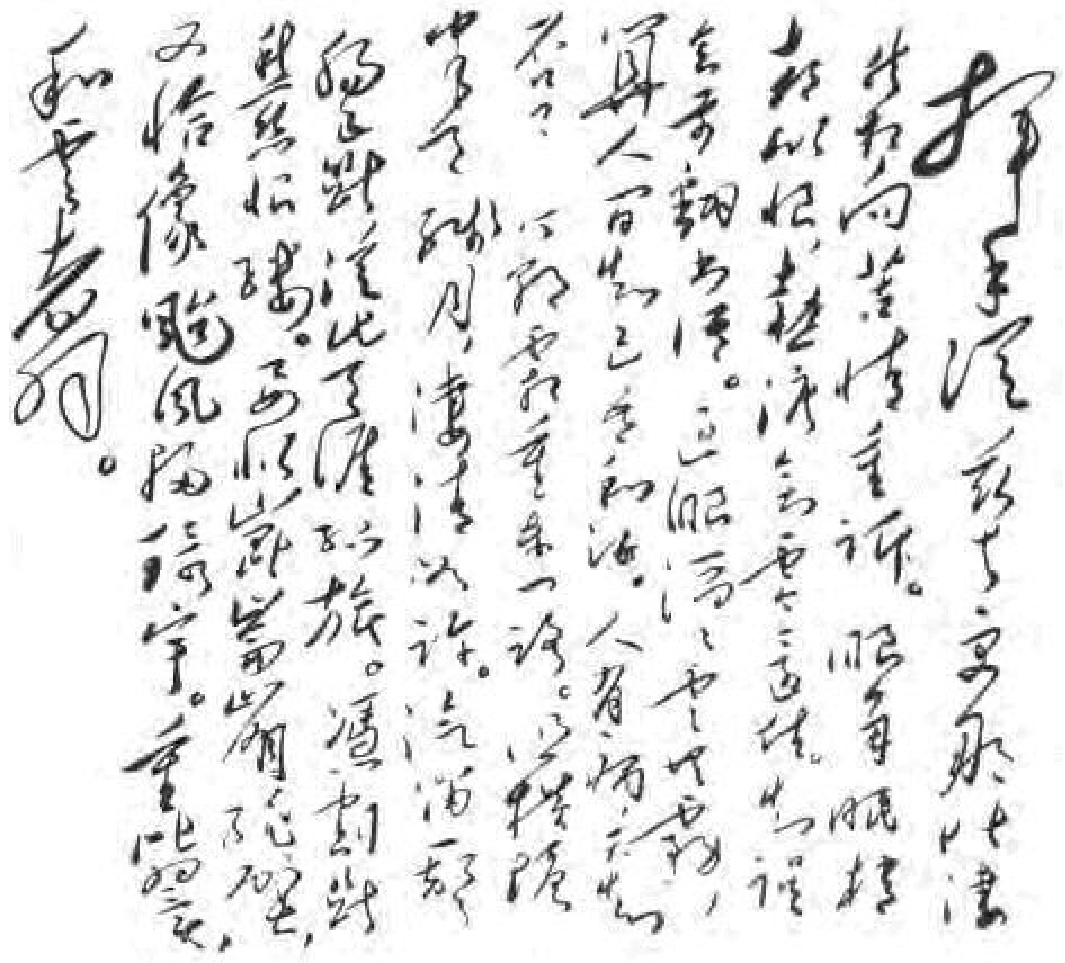 挥手从兹去更那堪凄
然相向苦情重诉。眼角眉梢
都似恨,热泪欲零还住。知误
会前翻书语。过眼滔滔云共雾,
算人间知己吾和汝。人有病天知
否?今朝霜重东门路。照横塘
半天残月,凄清如许。汽笛一声
肠已断从此天涯孤旅。凭割断
愁丝恨缕。要似崑崙崩绝壁,
又恰像颱风扫寰宇。重比翼,
和云翥。